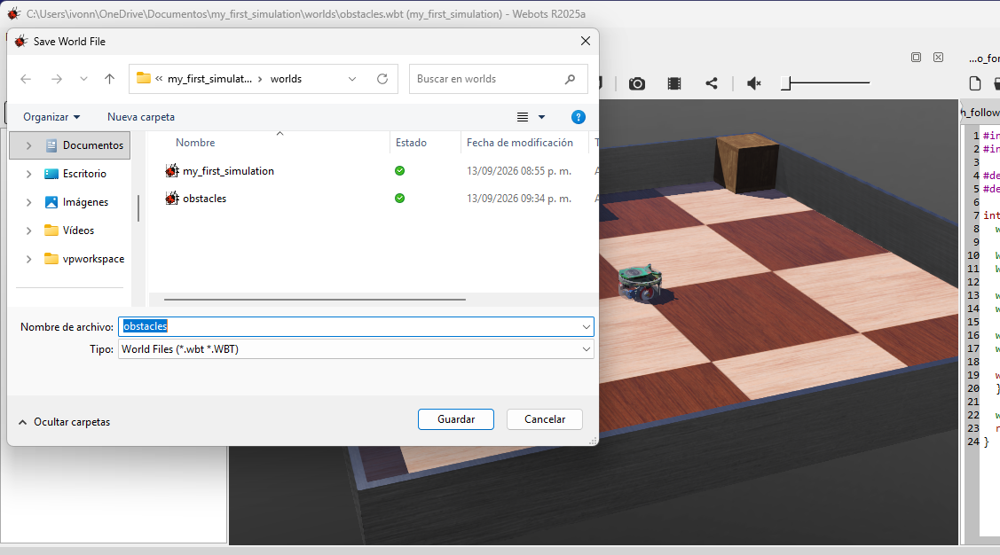 C:\Users\ivonn\OneDrive\Documentos\my_first_simulation\worlds\obstacles.wbt (my_first_simulation) - Webots R2025a
Save World File
« my_first_simulat... › worlds
Buscar en worlds
Organizar
Nueva carpeta
Documentos
Escritorio
Imágenes
Vídeos
vpworkspace
Nombre
Estado
Fecha de modificación
T
my_first_simulation
13/09/2026 08:55 p. m.
A
obstacles
13/09/2026 09:34 p. m.
A
Nombre de archivo: obstacles
Tipo: World Files (*.wbt *.WBT)
Ocultar carpetas
Guardar
Cancelar
...o_for
h_follow
1 #in
2 #in
3
4 #de
5 #de
6
7 int
8 w
9
10 W
11 W
12
13 w
14 w
15
16 w
17 w
18
19 w
20 }
21
22 w
23 r
24 }